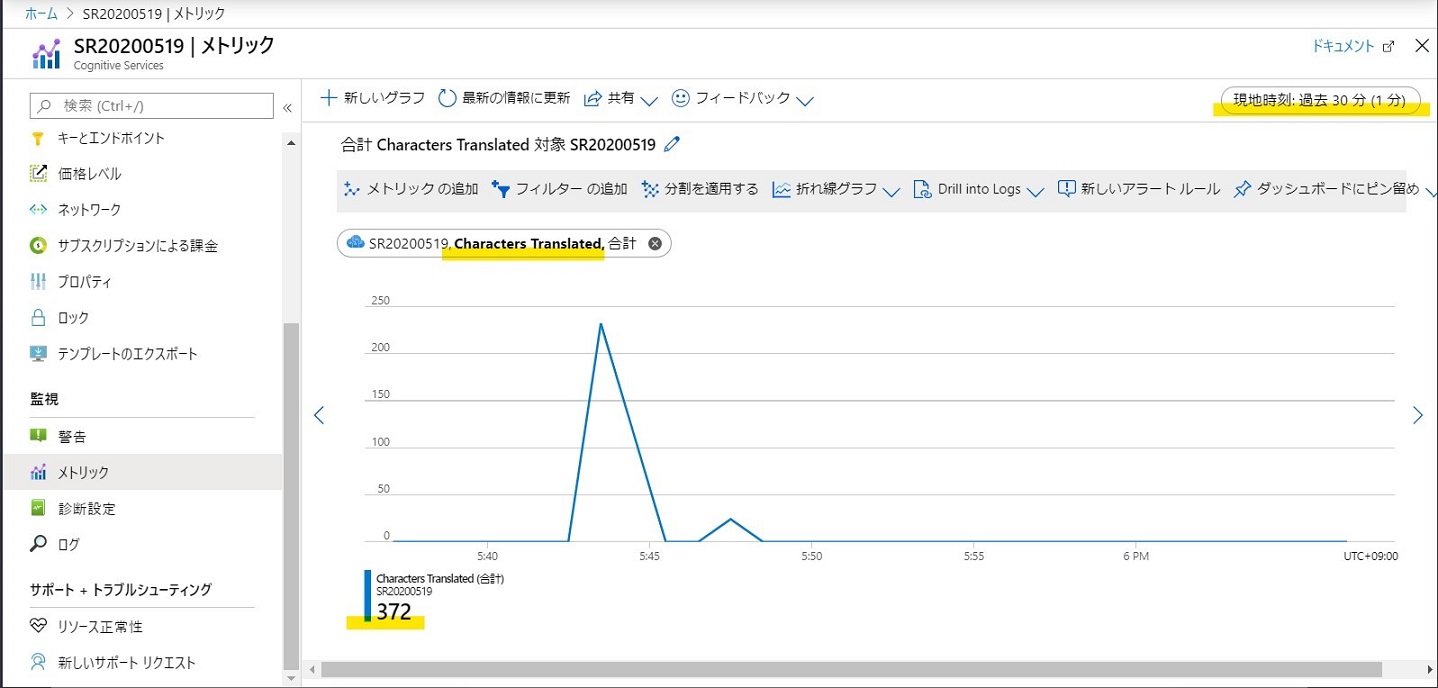 ホーム > SR20200519 | メトリック
SR20200519 | メトリック
Cognitive Services
ドキュメント
検索 (Ctrl+/)
«
キーとエンドポイント
価格レベル
ネットワーク
サブスクリプションによる課金
プロパティ
ロック
テンプレートのエクスポート
監視
警告
メトリック
診断設定
ログ
サポート + トラブルシューティング
リソース正常性
新しいサポート リクエスト
新しいグラフ 最新の情報に更新 共有 フィードバック
現地時刻: 過去 30 分 (1 分)
合計 Characters Translated 対象 SR20200519
メトリック の追加 フィルター の追加 分割を適用する 折れ線グラフ Drill into Logs 新しいアラート ルール ダッシュボードにピン留め
SR20200519, Characters Translated, 合計
250
200
150
100
50
0
5:40 5:45 5:50 5:55 6 PM UTC+09:00
Characters Translated (合計)
SR20200519
372